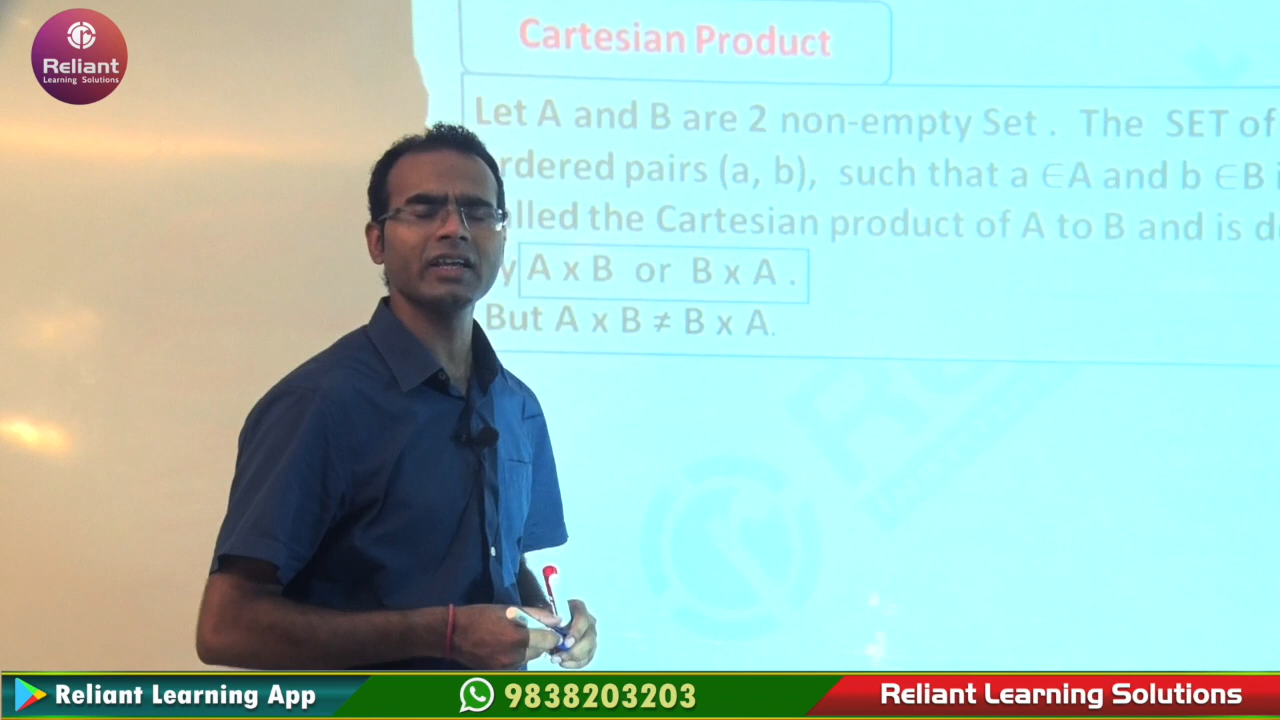 Reliant
Learning Solutions
Cartesian Product
Let A and B are 2 non-empty Set . The SET of
rdered pairs (a, b), such that a ∈A and b ∈B i
lled the Cartesian product of A to B and is d
y A x B or B x A .
But A x B ≠ B x A.
Reliant Learning App
9838203203
Reliant Learning Solutions